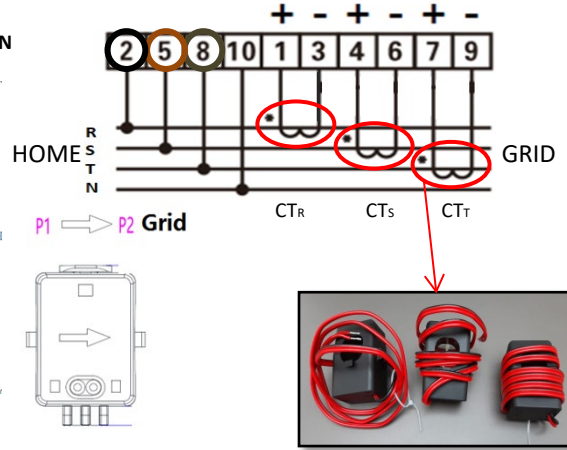 + - + - + -
N
2 5 8 10 1 3 4 6 7 9
R
S
T
N
HOME
GRID
CTR CTS CTT
P1 P2 Grid